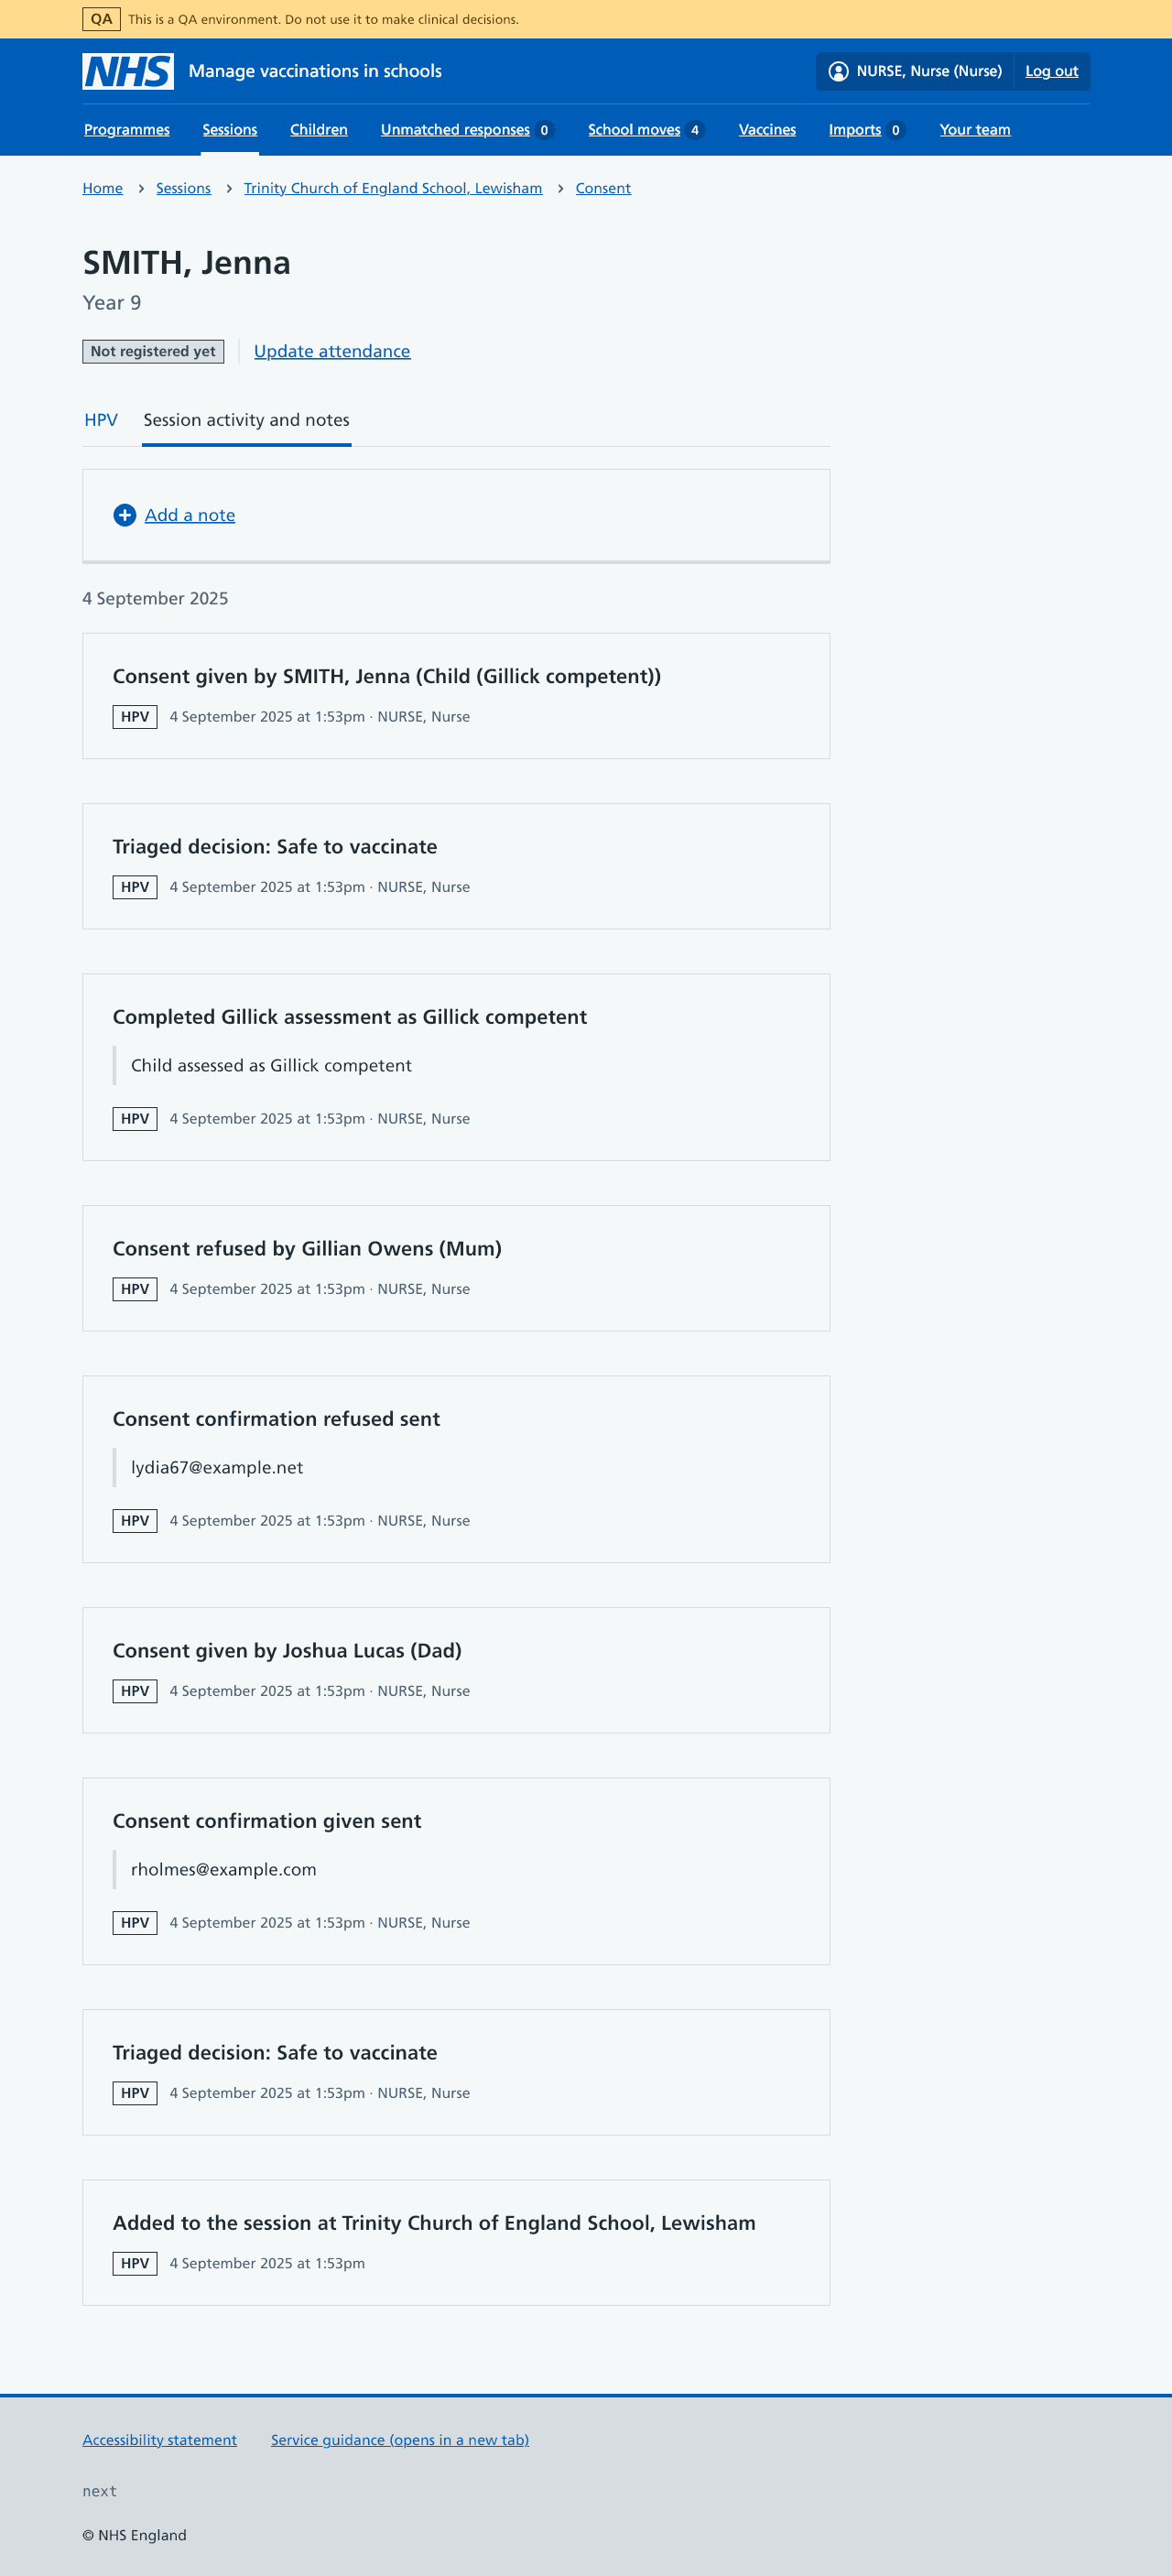 QA This is a QA environment. Do not use it to make clinical decisions.
NHS Manage vaccinations in schools NURSE, Nurse (Nurse) Log out
Programmes Sessions Children Unmatched responses 0 School moves 4 Vaccines Imports 0 Your team
Home Sessions Trinity Church of England School, Lewisham Consent
SMITH, Jenna
Year 9
Not registered yet Update attendance
HPV Session activity and notes
Add a note
4 September 2025
Consent given by SMITH, Jenna (Child (Gillick competent))
HPV 4 September 2025 at 1:53pm · NURSE, Nurse
Triaged decision: Safe to vaccinate
HPV 4 September 2025 at 1:53pm · NURSE, Nurse
Completed Gillick assessment as Gillick competent
Child assessed as Gillick competent
HPV 4 September 2025 at 1:53pm · NURSE, Nurse
Consent refused by Gillian Owens (Mum)
HPV 4 September 2025 at 1:53pm · NURSE, Nurse
Consent confirmation refused sent
lydia67@example.net
HPV 4 September 2025 at 1:53pm · NURSE, Nurse
Consent given by Joshua Lucas (Dad)
HPV 4 September 2025 at 1:53pm · NURSE, Nurse
Consent confirmation given sent
rholmes@example.com
HPV 4 September 2025 at 1:53pm · NURSE, Nurse
Triaged decision: Safe to vaccinate
HPV 4 September 2025 at 1:53pm · NURSE, Nurse
Added to the session at Trinity Church of England School, Lewisham
HPV 4 September 2025 at 1:53pm
Accessibility statement Service guidance (opens in a new tab)
next
© NHS England